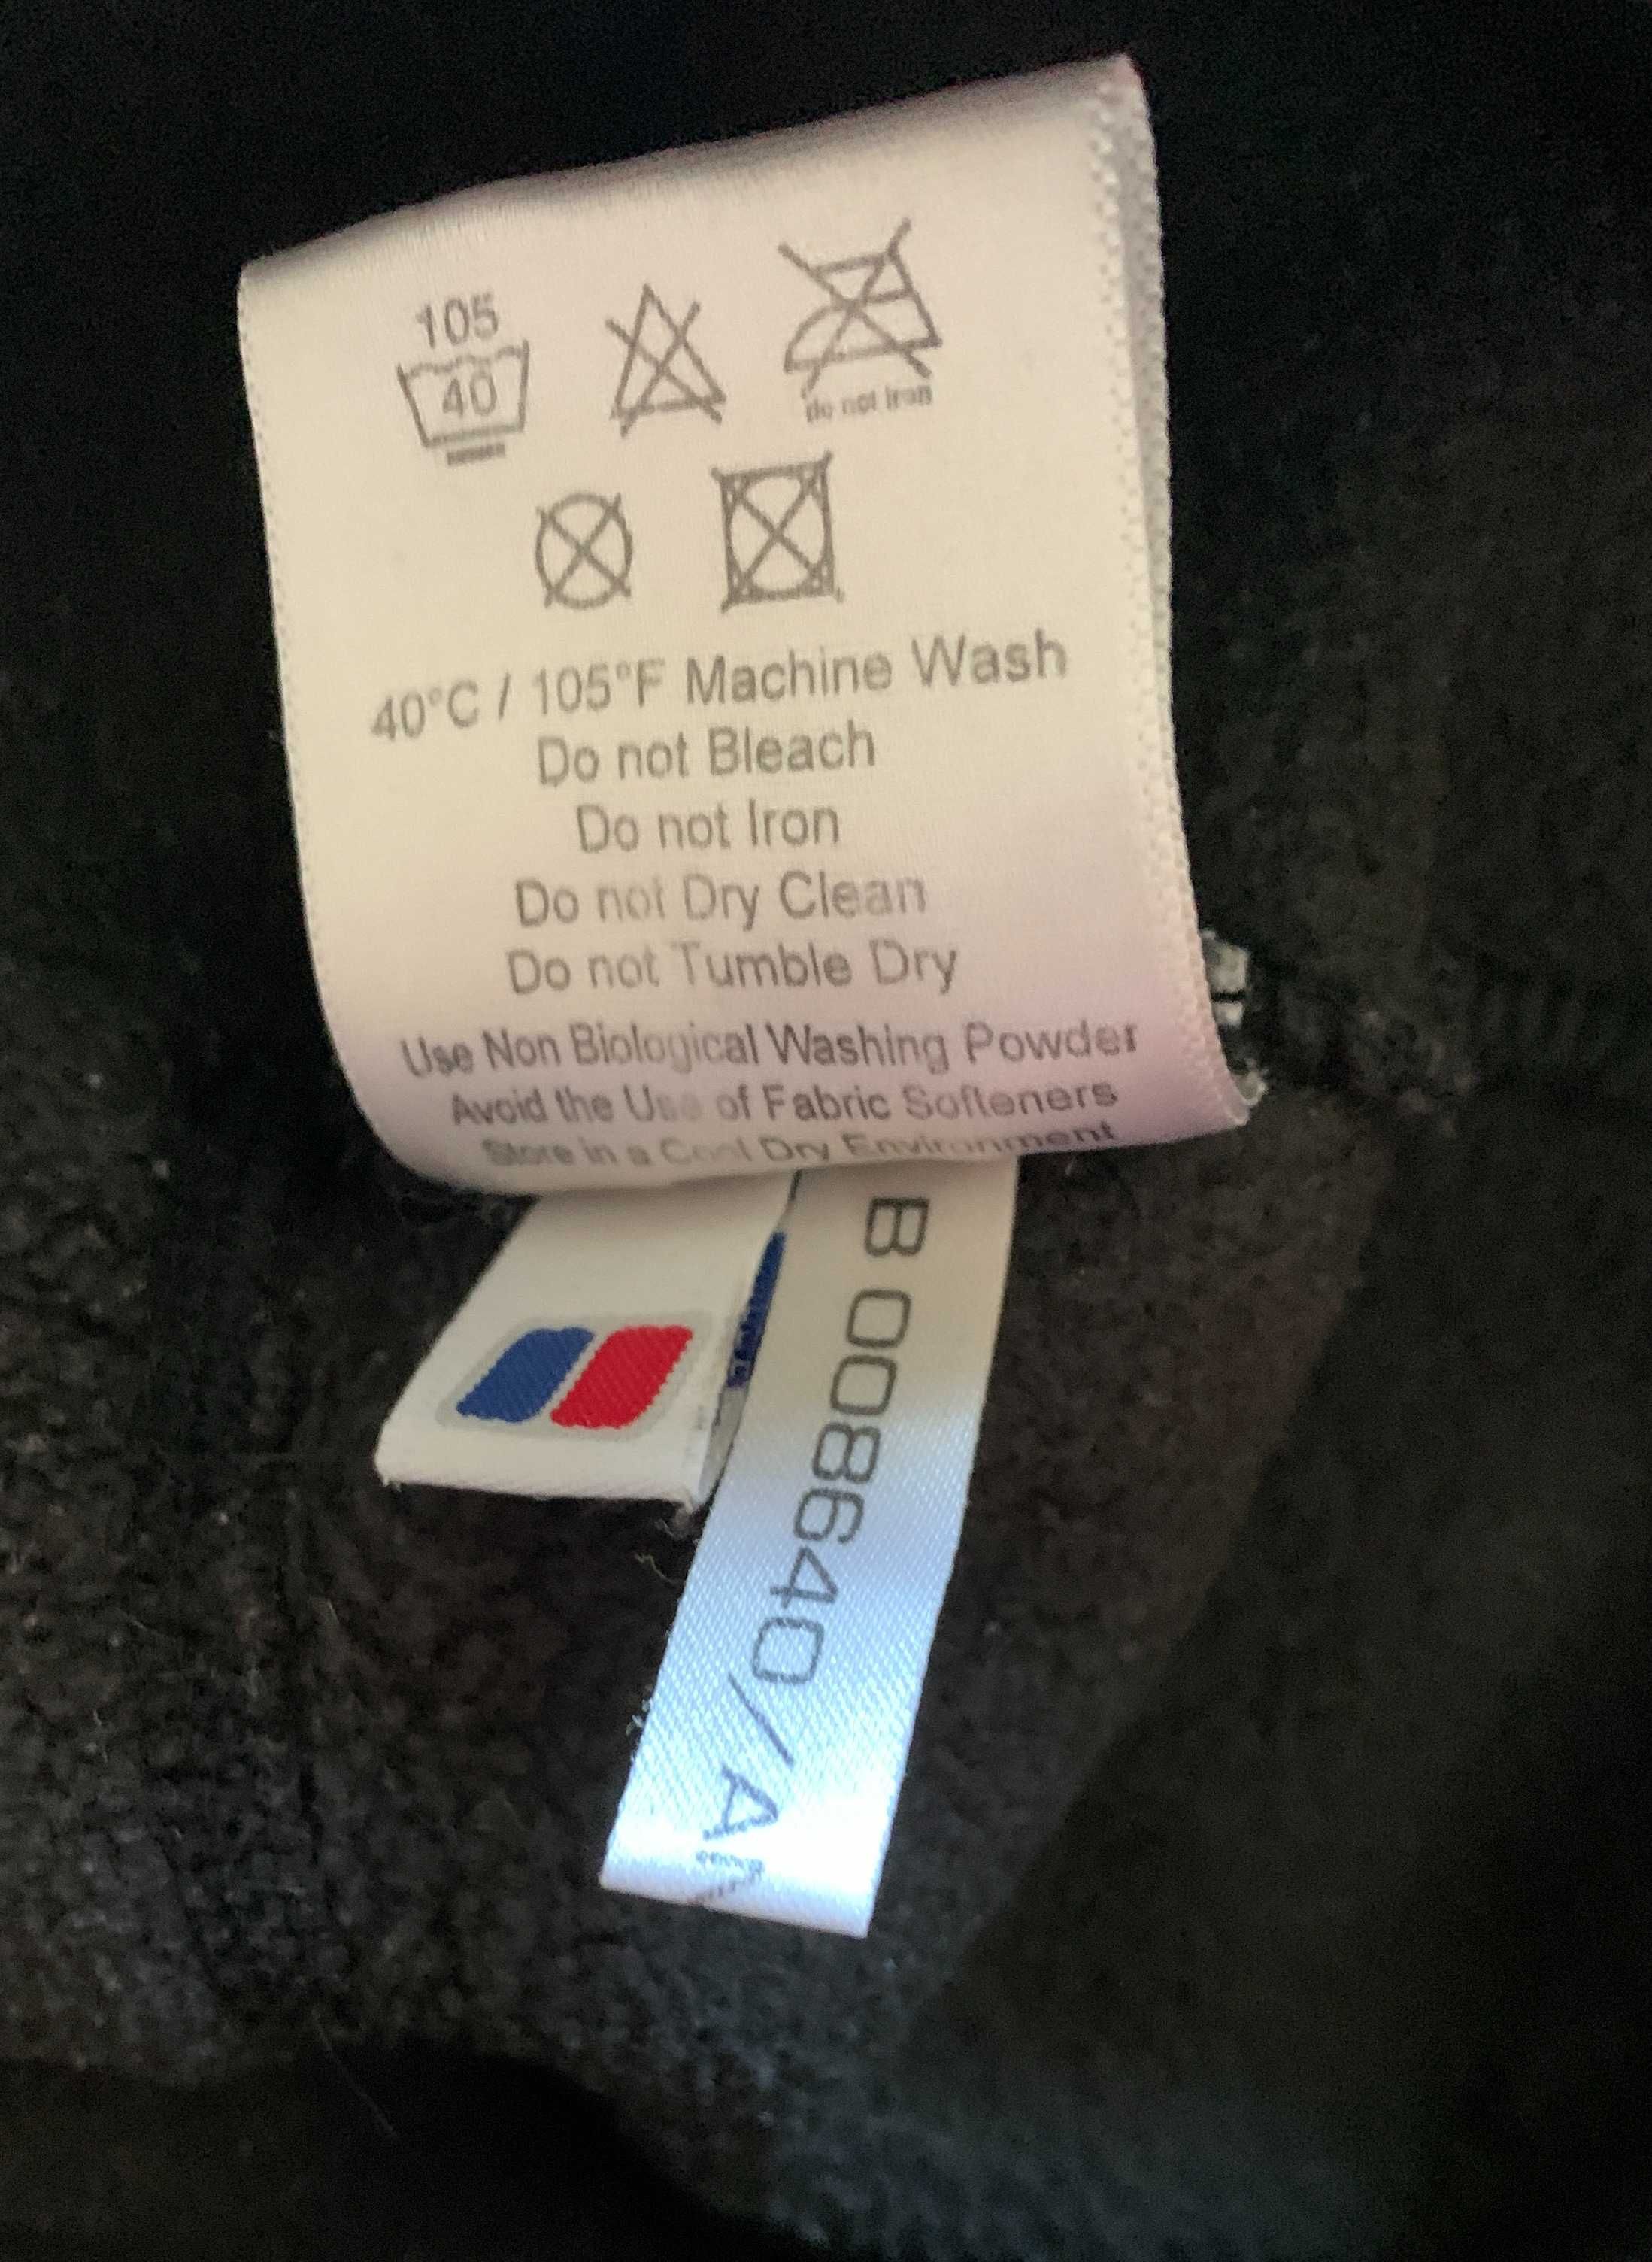 105
40
do not iron
40°C / 105°F Machine Wash
Do not Bleach
Do not Iron
Do not Dry Clean
Do not Tumble Dry
Use Non Biological Washing Powder
Avoid the Use of Fabric Softeners
Store in a Cool Dry Environment
B 008640/An